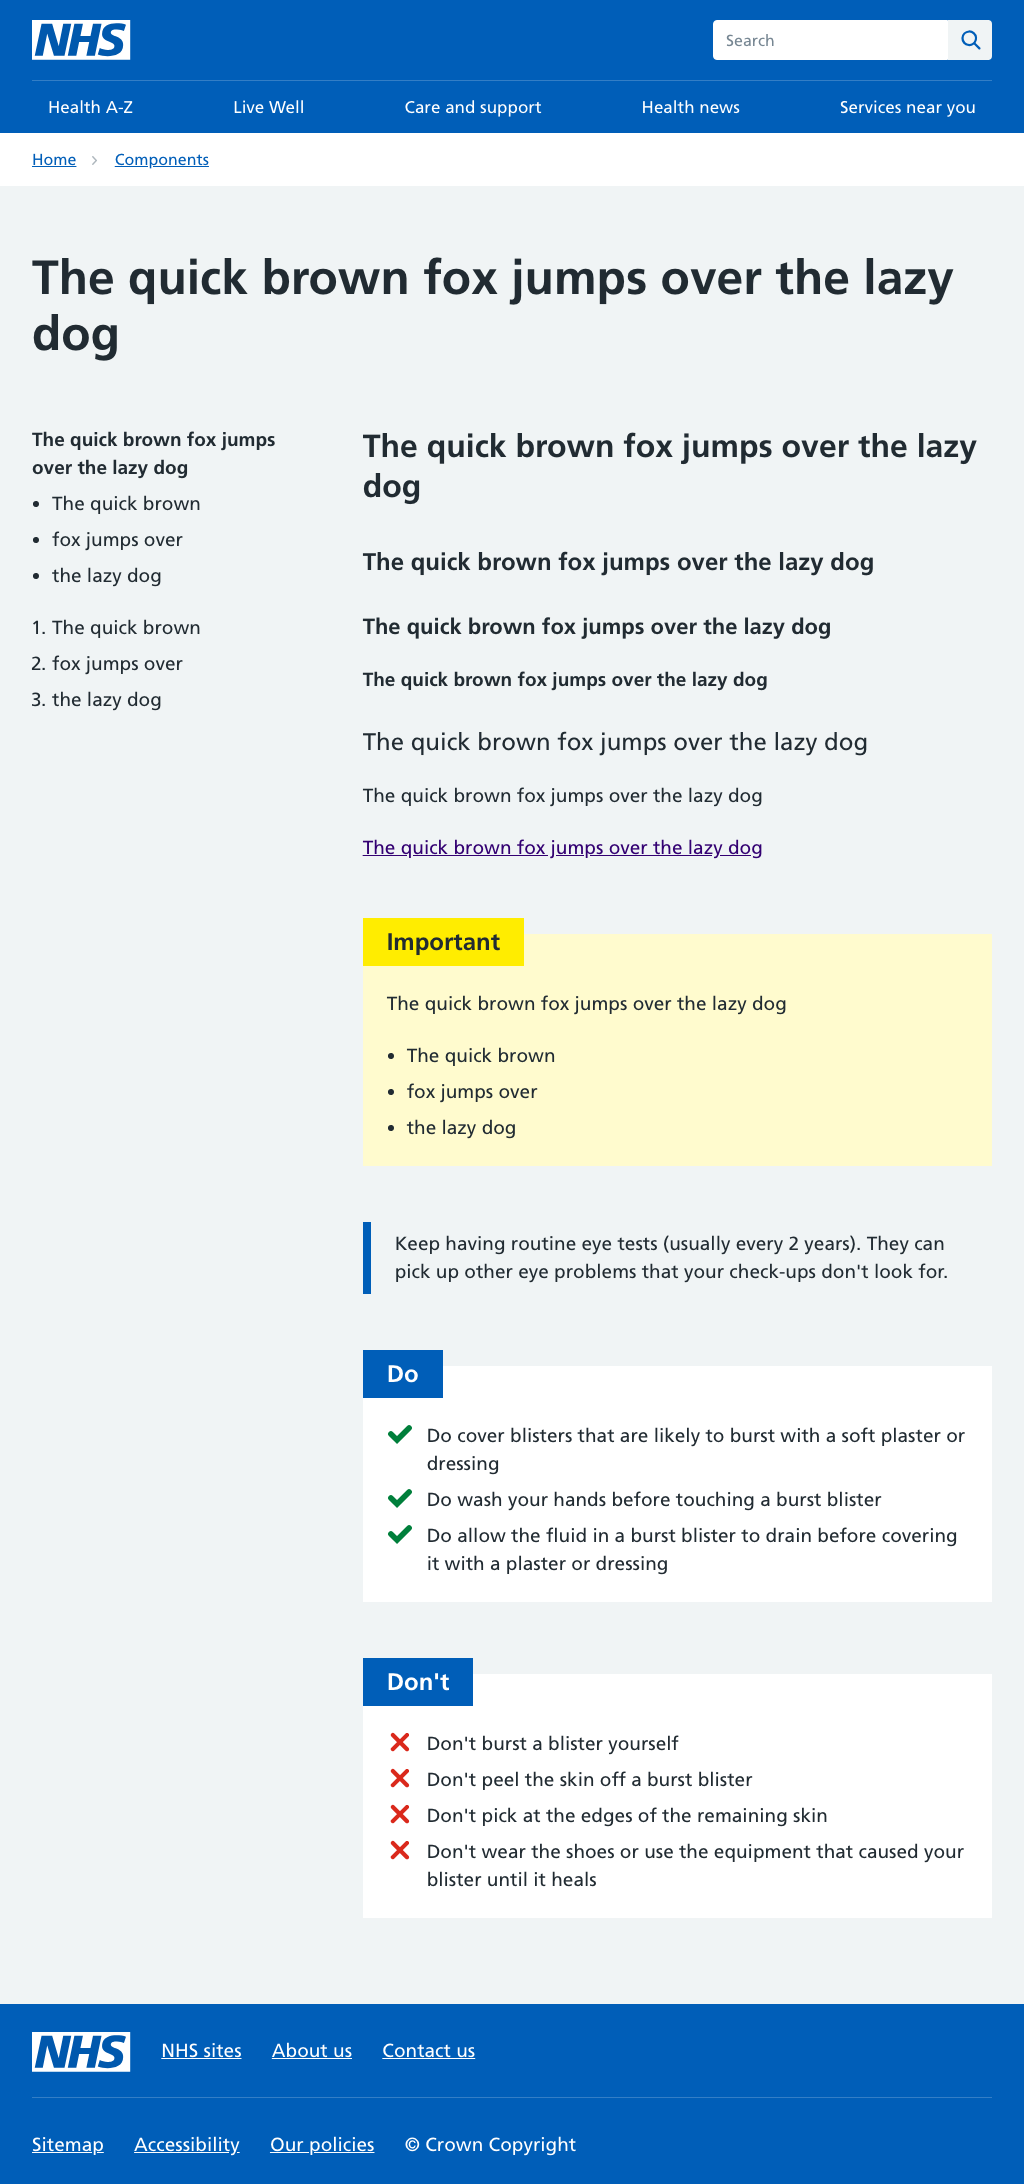 NHS
Search
Health A-Z
Live Well
Care and support
Health news
Services near you
Home
Components
The quick brown fox jumps over the lazy
dog
The quick brown fox jumps
over the lazy dog
• The quick brown
• fox jumps over
• the lazy dog
1. The quick brown
2. fox jumps over
3. the lazy dog
The quick brown fox jumps over the lazy
dog
The quick brown fox jumps over the lazy dog
The quick brown fox jumps over the lazy dog
The quick brown fox jumps over the lazy dog
The quick brown fox jumps over the lazy dog
The quick brown fox jumps over the lazy dog
The quick brown fox jumps over the lazy dog
Important
The quick brown fox jumps over the lazy dog
• The quick brown
• fox jumps over
• the lazy dog
Keep having routine eye tests (usually every 2 years). They can
pick up other eye problems that your check-ups don't look for.
Do
Do cover blisters that are likely to burst with a soft plaster or
dressing
Do wash your hands before touching a burst blister
Do allow the fluid in a burst blister to drain before covering
it with a plaster or dressing
Don't
Don't burst a blister yourself
Don't peel the skin off a burst blister
Don't pick at the edges of the remaining skin
Don't wear the shoes or use the equipment that caused your
blister until it heals
NHS
NHS sites
About us
Contact us
Sitemap
Accessibility
Our policies
© Crown Copyright